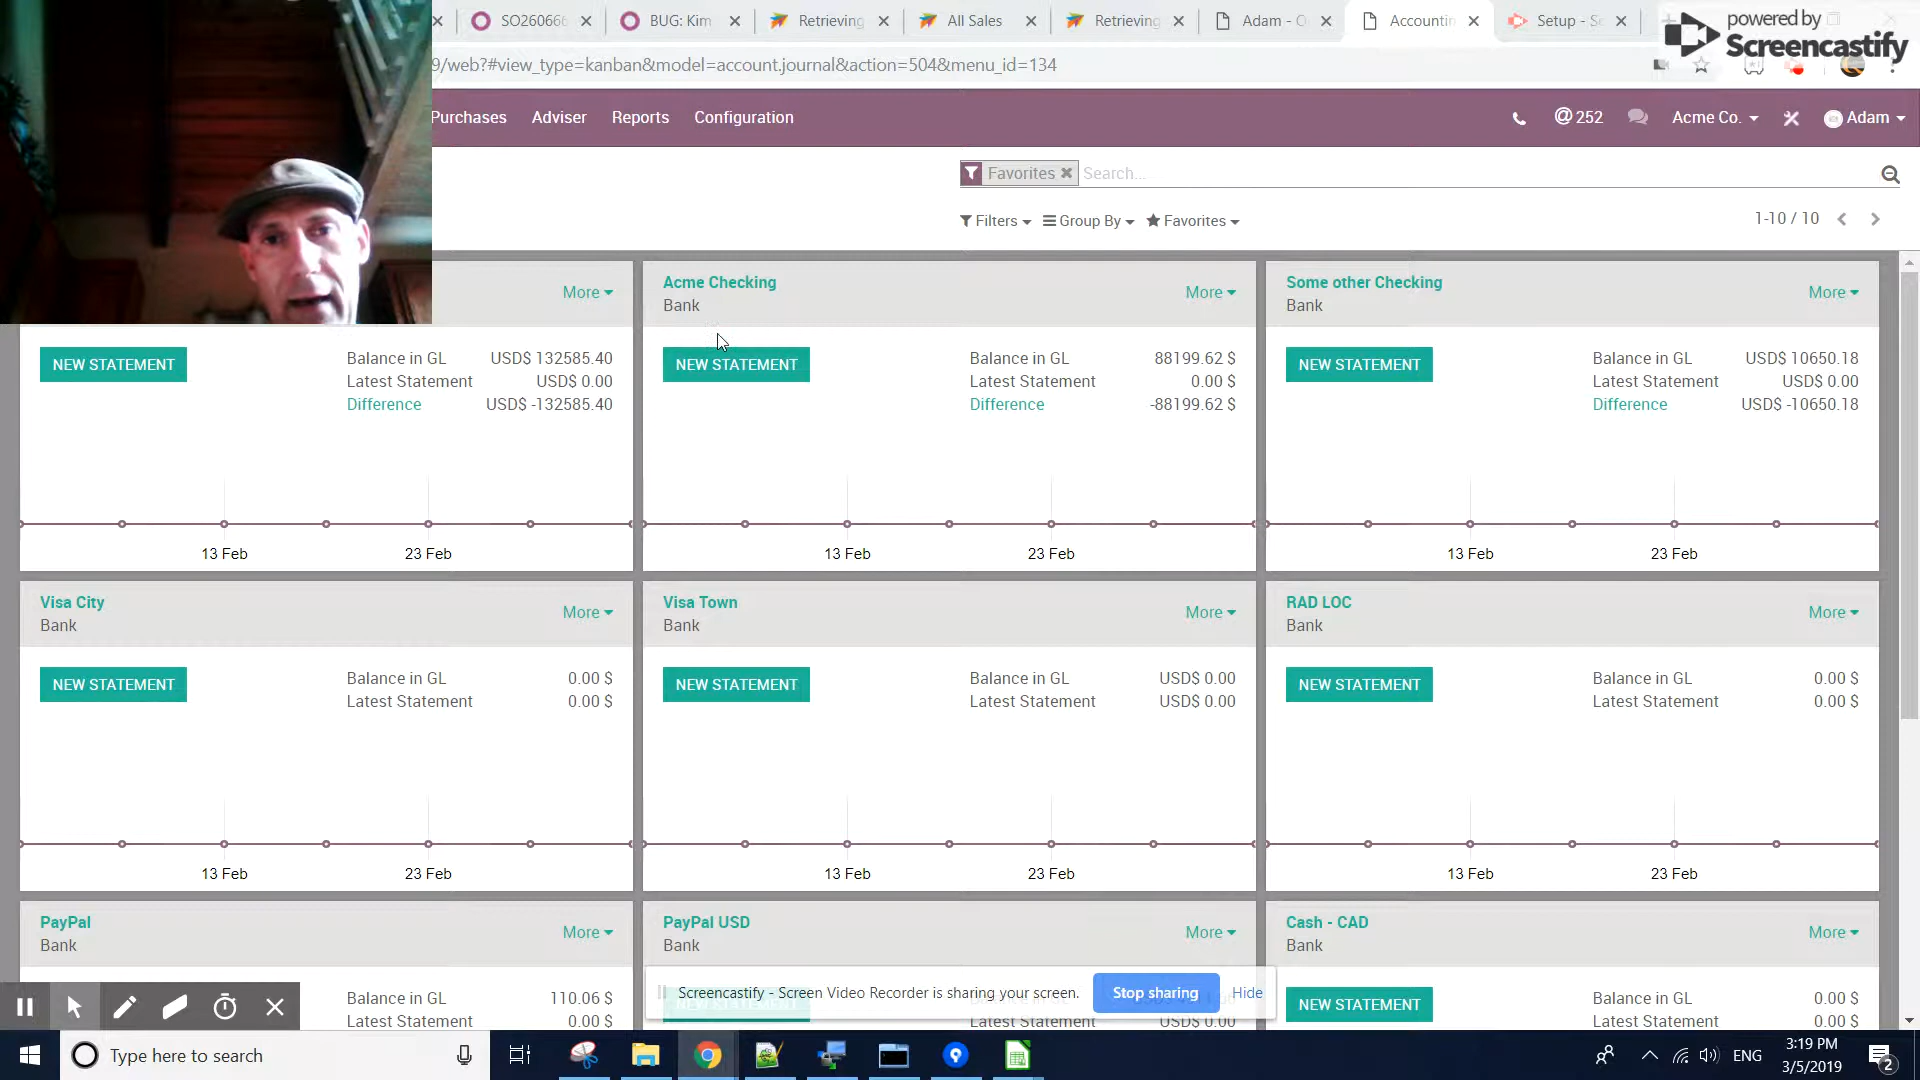 SO260666
BUG: Kim
Retrieving
All Sales
Retrieving
Adam - O
Accountin
Setup - S
powered by
Screencastify
9/web?#view_type=kanban&model=account.journal&action=504&menu_id=134
Purchases
Adviser
Reports
Configuration
@ 252
Acme Co.
Adam
Favorites
Search...
Filters
Group By
Favorites
1-10 / 10
More
NEW STATEMENT
Balance in GL USD$ 132585.40
Latest Statement USD$ 0.00
Difference USD$ -132585.40
13 Feb 23 Feb
Acme Checking
Bank
More
NEW STATEMENT
Balance in GL 88199.62 $
Latest Statement 0.00 $
Difference -88199.62 $
13 Feb 23 Feb
Some other Checking
Bank
More
NEW STATEMENT
Balance in GL USD$ 10650.18
Latest Statement USD$ 0.00
Difference USD$ -10650.18
13 Feb 23 Feb
Visa City
Bank
More
NEW STATEMENT
Balance in GL 0.00 $
Latest Statement 0.00 $
13 Feb 23 Feb
Visa Town
Bank
More
NEW STATEMENT
Balance in GL USD$ 0.00
Latest Statement USD$ 0.00
13 Feb 23 Feb
RAD LOC
Bank
More
NEW STATEMENT
Balance in GL 0.00 $
Latest Statement 0.00 $
13 Feb 23 Feb
PayPal
Bank
More
Balance in GL 110.06 $
Latest Statement 0.00 $
PayPal USD
Bank
More
Screencastify - Screen Video Recorder is sharing your screen.
Stop sharing
Hide
Latest Statement USD$ 0.00
Cash - CAD
Bank
More
NEW STATEMENT
Balance in GL 0.00 $
Latest Statement 0.00 $
Type here to search
ENG
3:19 PM
3/5/2019
2